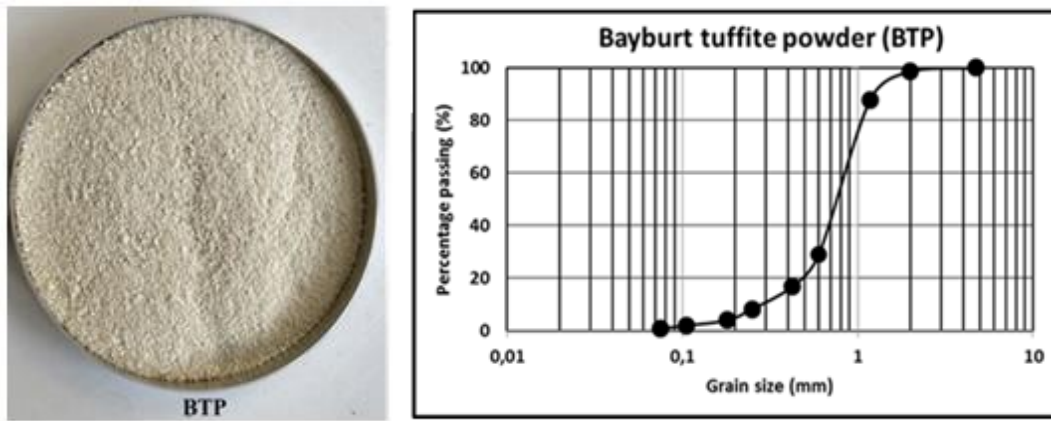 BTP
Bayburt tuffite powder (BTP)
Percentage passing (%)
100
80
60
40
20
0
0,01
0,1
1
10
Grain size (mm)